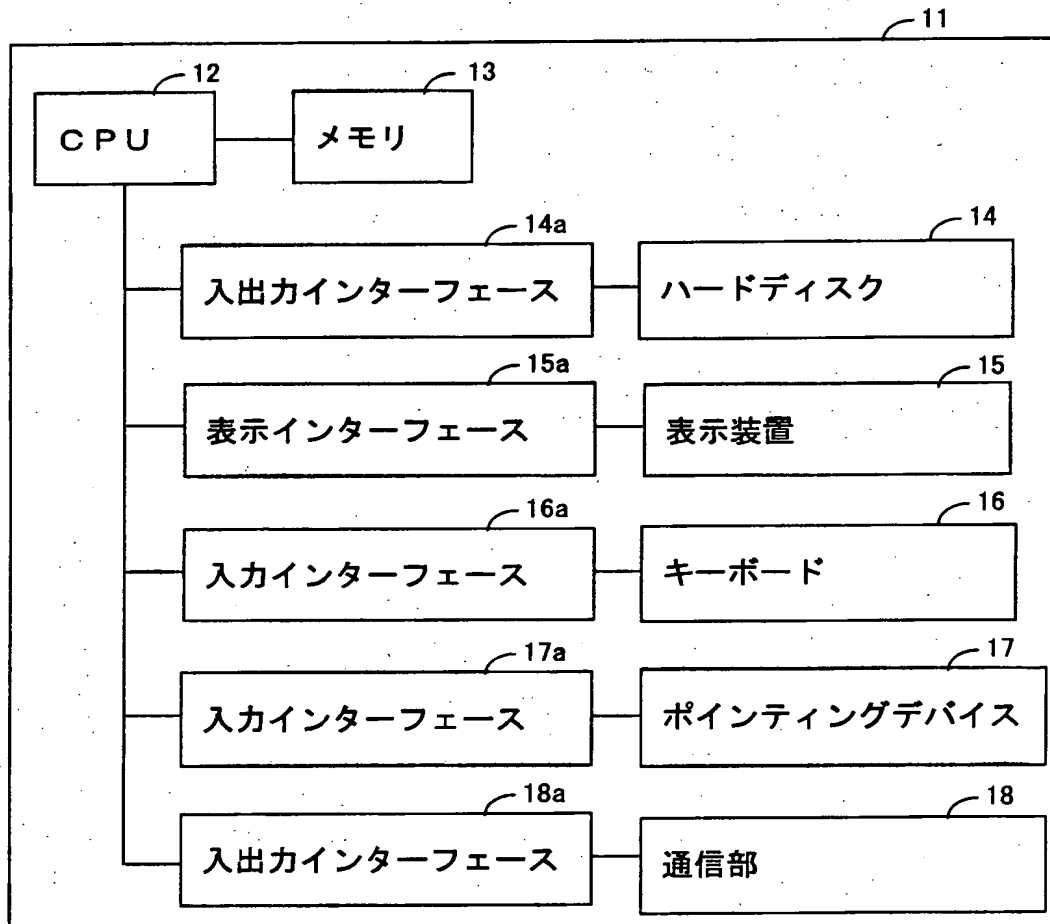 11
12
13
CPU
メモリ
14a
14
入出力インターフェース
ハードディスク
15a
15
表示インターフェース
表示装置
16a
16
入力インターフェース
キーボード
17a
17
入力インターフェース
ポインティングデバイス
18a
18
入出力インターフェース
通信部